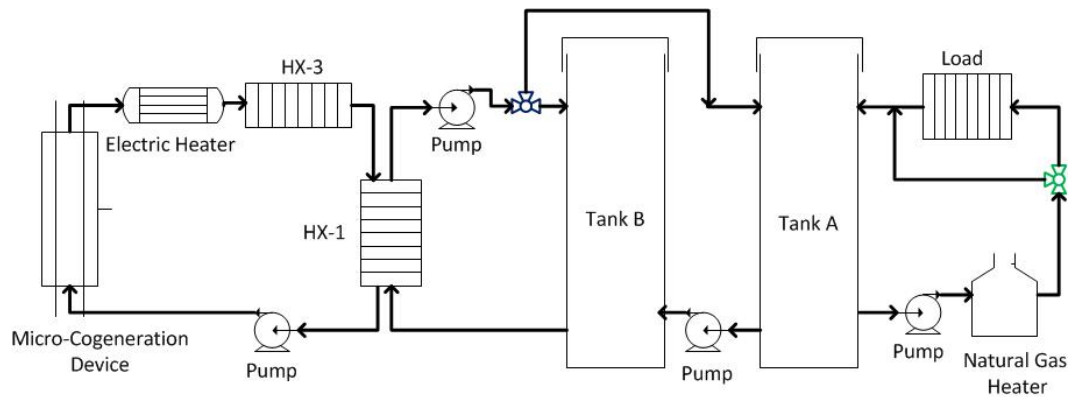 HX-3
Load
Electric Heater
Pump
Tank B
Tank A
HX-1
Micro-Cogeneration
Device
Pump
Pump
Pump
Natural Gas
Heater